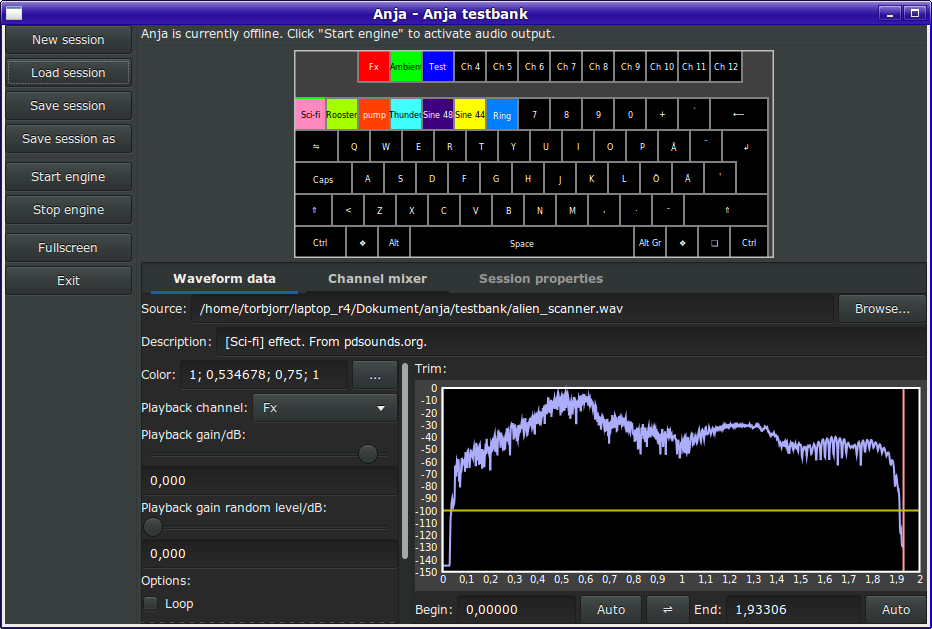 Anja – Anja testbank
New session
Load session
Save session
Save session as
Start engine
Stop engine
Fullscreen
Exit
Anja is currently offline. Click "Start engine" to activate audio output.
Fx Ambien Test Ch 4 Ch 5 Ch 6 Ch 7 Ch 8 Ch 9 Ch 10 Ch 11 Ch 12
Sci-fi Rooster pump Thunder Sine 48 Sine 44 Ring 7 8 9 0 + ´ ←
⇋ Q W E R T Y U I O P Å ¨ ↲
Caps A S D F G H J K L Ö Ä '
⇑ < Z X C V B N M , . - ⇑
Ctrl ❖ Alt Space Alt Gr ❖ ❏ Ctrl
Waveform data Channel mixer Session properties
Source: /home/torbjorr/laptop_r4/Dokument/anja/testbank/alien_scanner.wav Browse...
Description: [Sci-fi] effect. From pdsounds.org.
Color: 1; 0,534678; 0,75; 1 ...
Playback channel: Fx
Playback gain/dB:
0,000
Playback gain random level/dB:
0,000
Options:
Loop
Trim:
0
-10
-20
-30
-40
-50
-60
-70
-80
-90
-100
-110
-120
-130
-140
-150
0 0,1 0,2 0,3 0,4 0,5 0,6 0,7 0,8 0,9 1 1,1 1,2 1,3 1,4 1,5 1,6 1,7 1,8 1,9 2
Begin: 0,00000 Auto ⇌ End: 1,93306 Auto